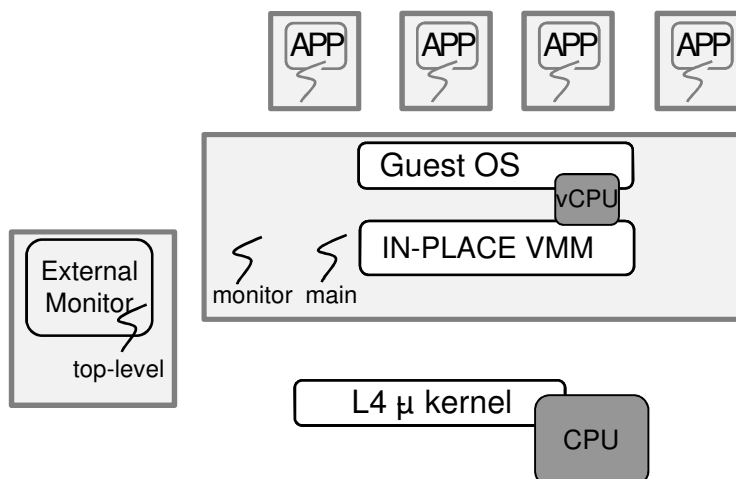 APP
APP
APP
APP
Guest OS
vCPU
IN-PLACE VMM
monitor
main
External
Monitor
top-level
L4 μ kernel
CPU